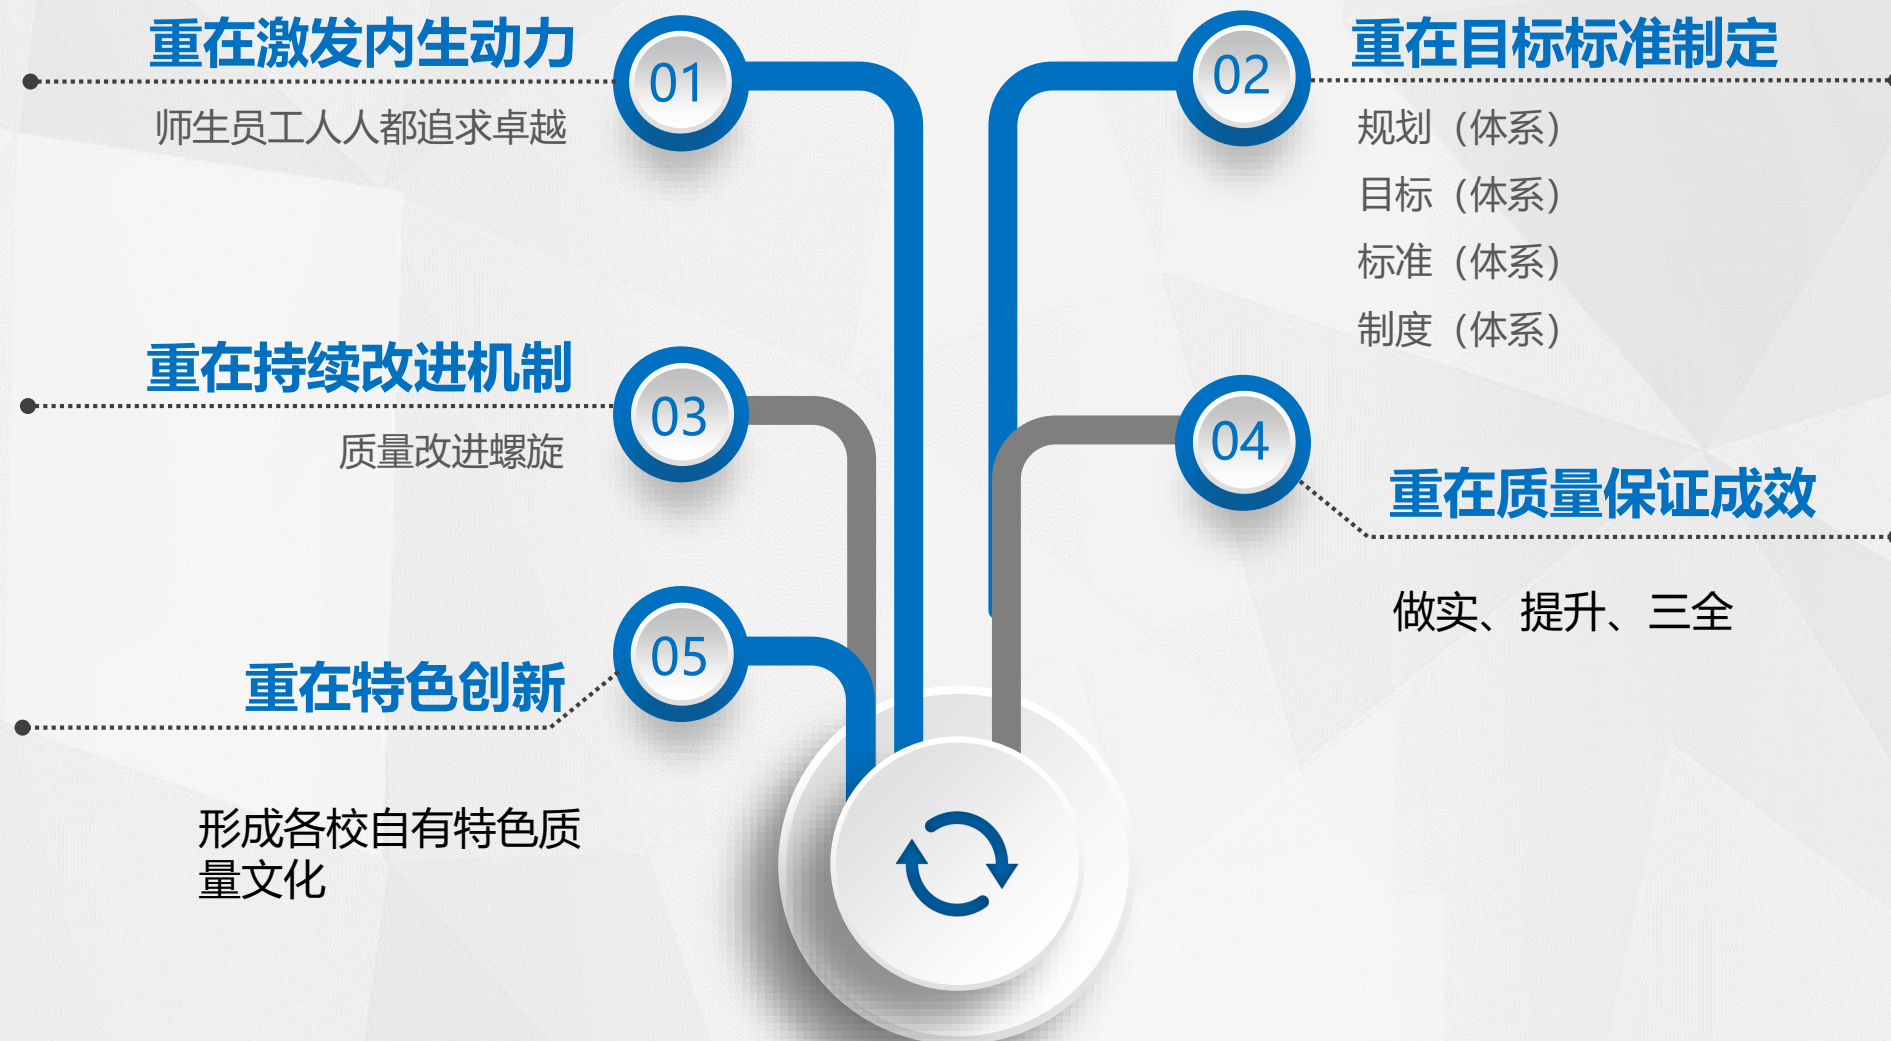 重在激发内生动力
01
师生员工人人都追求卓越
02
重在目标标准制定
规划（体系）
目标（体系）
标准（体系）
制度（体系）
重在持续改进机制
03
质量改进螺旋
04
重在质量保证成效
做实、提升、三全
05
重在特色创新
形成各校自有特色质
量文化